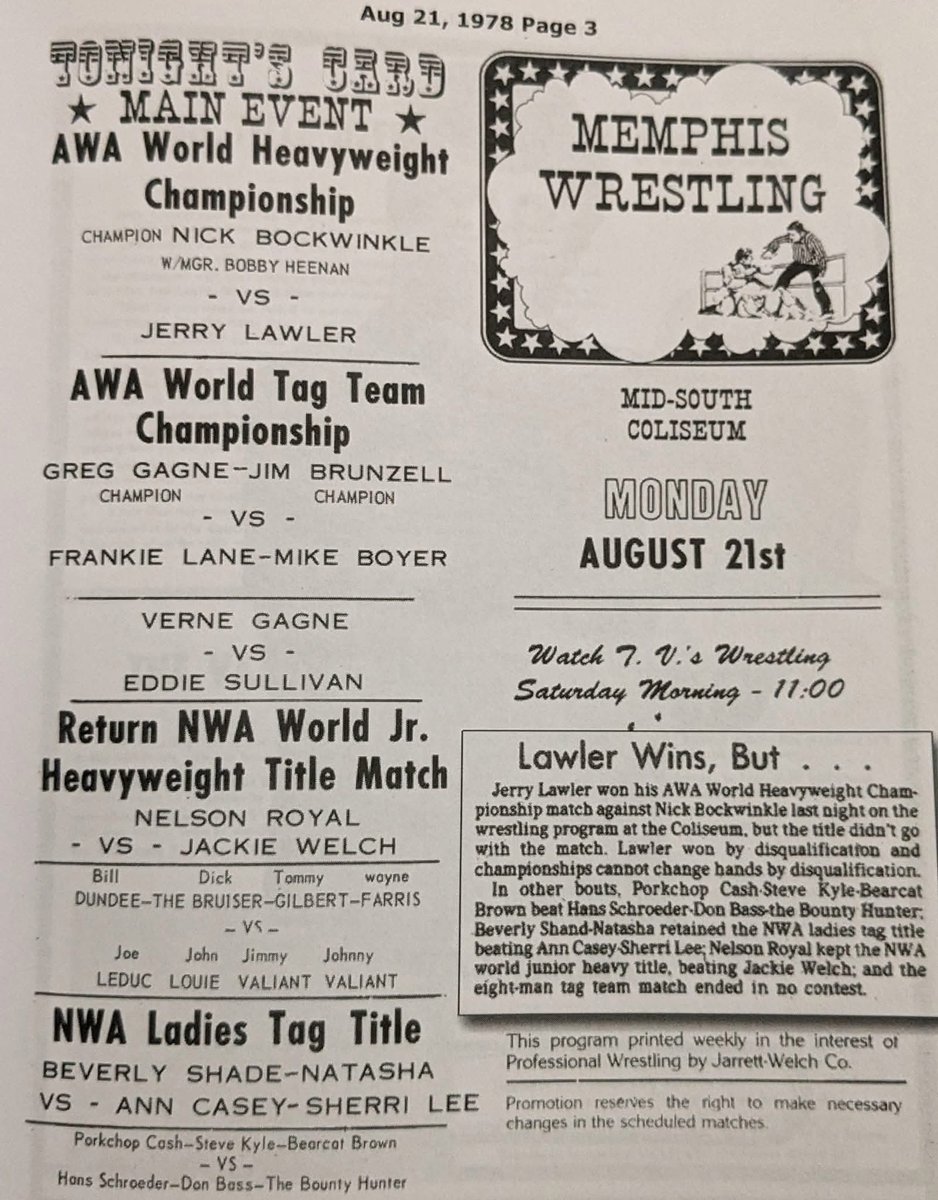 Aug 21, 1978 Page 3
TONIGHT'S CARD
★ MAIN EVENT ★
AWA World Heavyweight
Championship
CHAMPION NICK BOCKWINKLE
W/MGR. BOBBY HEENAN
- VS -
JERRY LAWLER
AWA World Tag Team
Championship
GREG GAGNE-JIM BRUNZELL
CHAMPION CHAMPION
- VS -
FRANKIE LANE-MIKE BOYER
VERNE GAGNE
- VS -
EDDIE SULLIVAN
Return NWA World Jr.
Heavyweight Title Match
NELSON ROYAL
- VS - JACKIE WELCH
Bill Dick Tommy wayne
DUNDEE-THE BRUISER-GILBERT-FARRIS
- VS -
Joe John Jimmy Johnny
LEDUC LOUIE VALIANT VALIANT
NWA Ladies Tag Title
BEVERLY SHADE-NATASHA
VS - ANN CASEY-SHERRI LEE
Porkchop Cash-Steve Kyle-Bearcat Brown
- VS -
Hans Schroeder-Don Bass-The Bounty Hunter
MEMPHIS
WRESTLING
MID-SOUTH
COLISEUM
MONDAY
AUGUST 21st
Watch T. V.'s Wrestling
Saturday Morning - 11:00
Lawler Wins, But . . .
Jerry Lawler won his AWA World Heavyweight Cham-
pionship match against Nick Bockwinkle last night on the
wrestling program at the Coliseum, but the title didn't go
with the match. Lawler won by disqualification and
championships cannot change hands by disqualification.
In other bouts, Porkchop Cash-Steve Kyle-Bearcat
Brown beat Hans Schroeder-Don Bass-the Bounty Hunter;
Beverly Shand-Natasha retained the NWA ladies tag title
beating Ann Casey-Sherri Lee; Nelson Royal kept the NWA
world junior heavy title, beating Jackie Welch; and the
eight-man tag team match ended in no contest.
This program printed weekly in the interest of
Professional Wrestling by Jarrett-Welch Co.
Promotion reserves the right to make necessary
changes in the scheduled matches.